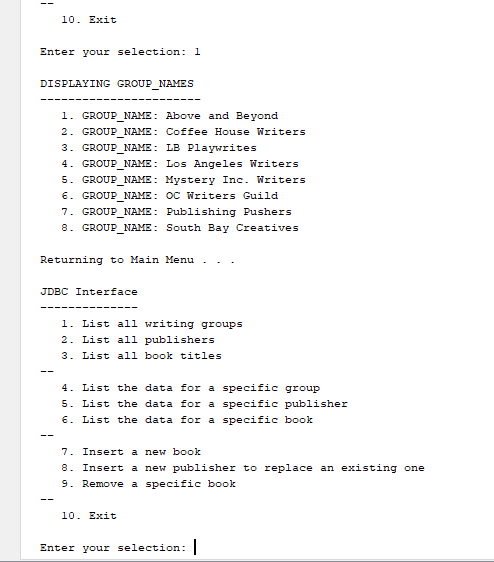 --
10. Exit
Enter your selection: 1
DISPLAYING GROUP_NAMES
-----------------------
1. GROUP_NAME: Above and Beyond
2. GROUP_NAME: Coffee House Writers
3. GROUP_NAME: LB Playwrites
4. GROUP_NAME: Los Angeles Writers
5. GROUP_NAME: Mystery Inc. Writers
6. GROUP_NAME: OC Writers Guild
7. GROUP_NAME: Publishing Pushers
8. GROUP_NAME: South Bay Creatives
Returning to Main Menu . . .
JDBC Interface
--------------
1. List all writing groups
2. List all publishers
3. List all book titles
--
4. List the data for a specific group
5. List the data for a specific publisher
6. List the data for a specific book
--
7. Insert a new book
8. Insert a new publisher to replace an existing one
9. Remove a specific book
--
10. Exit
Enter your selection: